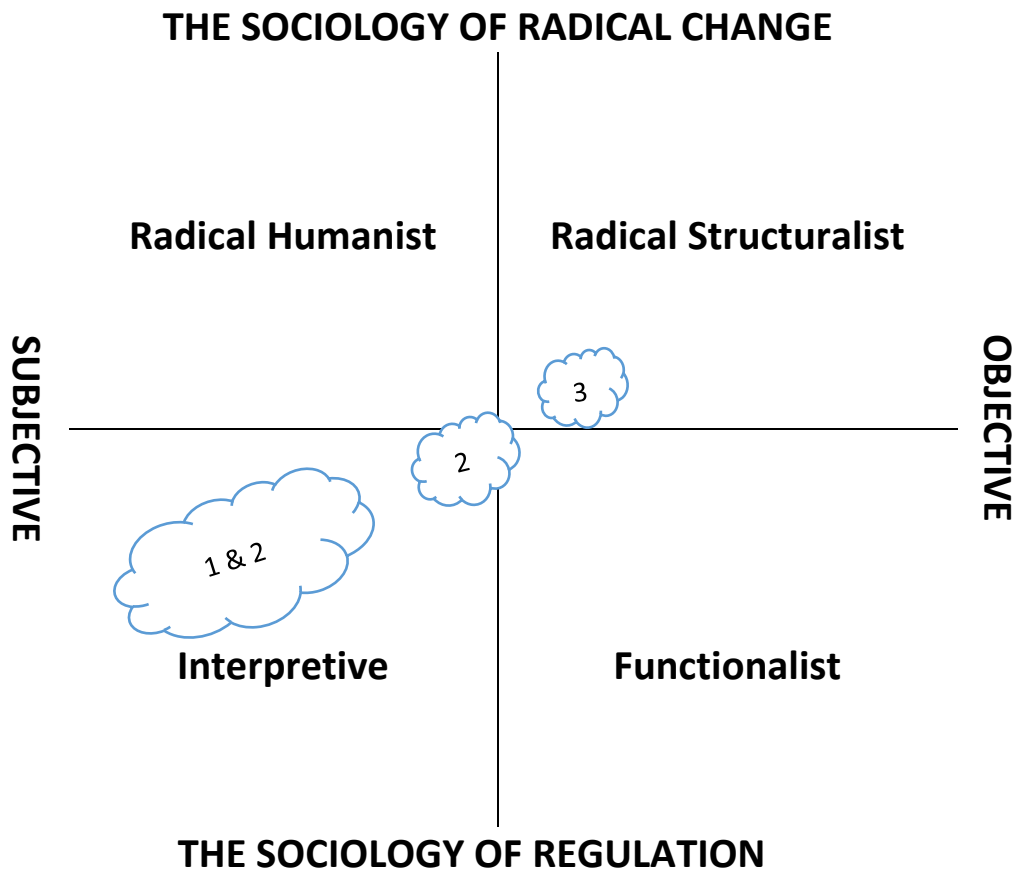 THE SOCIOLOGY OF RADICAL CHANGE
Radical Humanist
Radical Structuralist
SUBJECTIVE
OBJECTIVE
3
2
1 & 2
Interpretive
Functionalist
THE SOCIOLOGY OF REGULATION